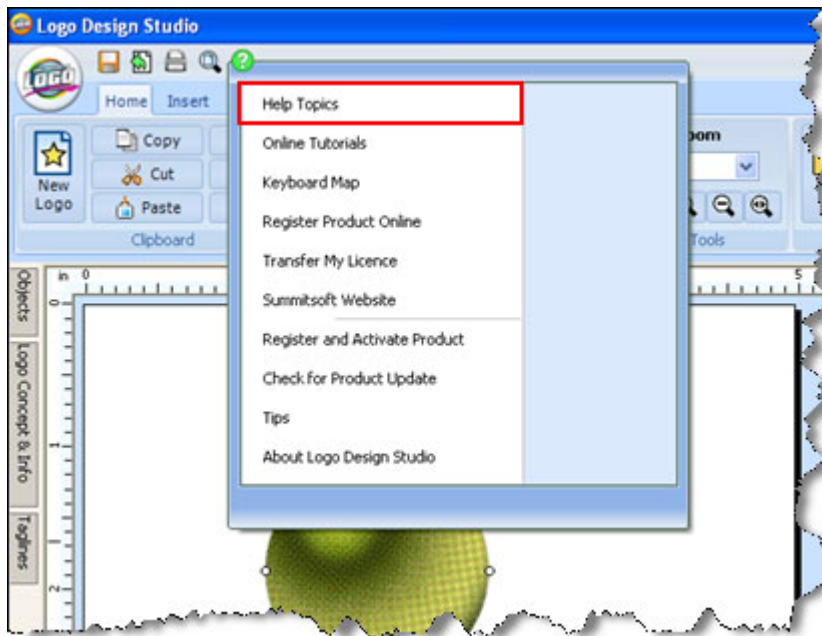 Logo Design Studio
LOGO
Home Insert
Copy
Cut
Paste
New
Logo
Clipboard
oom
Tools
Help Topics
Online Tutorials
Keyboard Map
Register Product Online
Transfer My Licence
Summitsoft Website
Register and Activate Product
Check for Product Update
Tips
About Logo Design Studio
in 0 5
Objects
Logo Concept & Info
Taglines
0
1
2